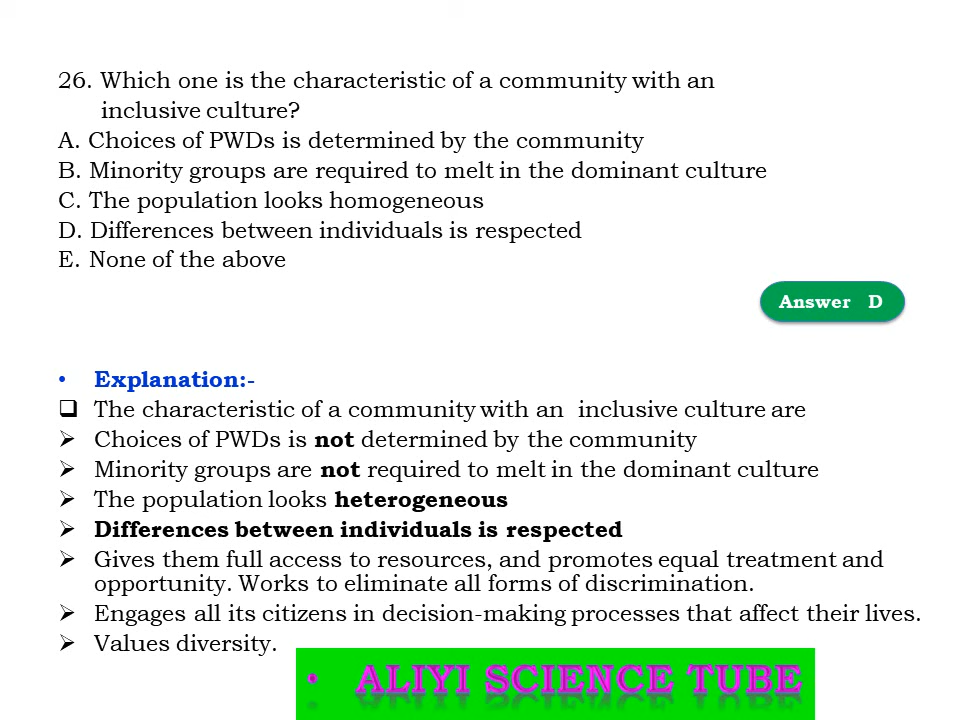 26. Which one is the characteristic of a community with an
inclusive culture?
A. Choices of PWDs is determined by the community
B. Minority groups are required to melt in the dominant culture
C. The population looks homogeneous
D. Differences between individuals is respected
E. None of the above
Answer D
• Explanation:-
❑ The characteristic of a community with an inclusive culture are
➢ Choices of PWDs is not determined by the community
➢ Minority groups are not required to melt in the dominant culture
➢ The population looks heterogeneous
➢ Differences between individuals is respected
➢ Gives them full access to resources, and promotes equal treatment and
opportunity. Works to eliminate all forms of discrimination.
➢ Engages all its citizens in decision-making processes that affect their lives.
➢ Values diversity.
• ALIYI SCIENCE TUBE